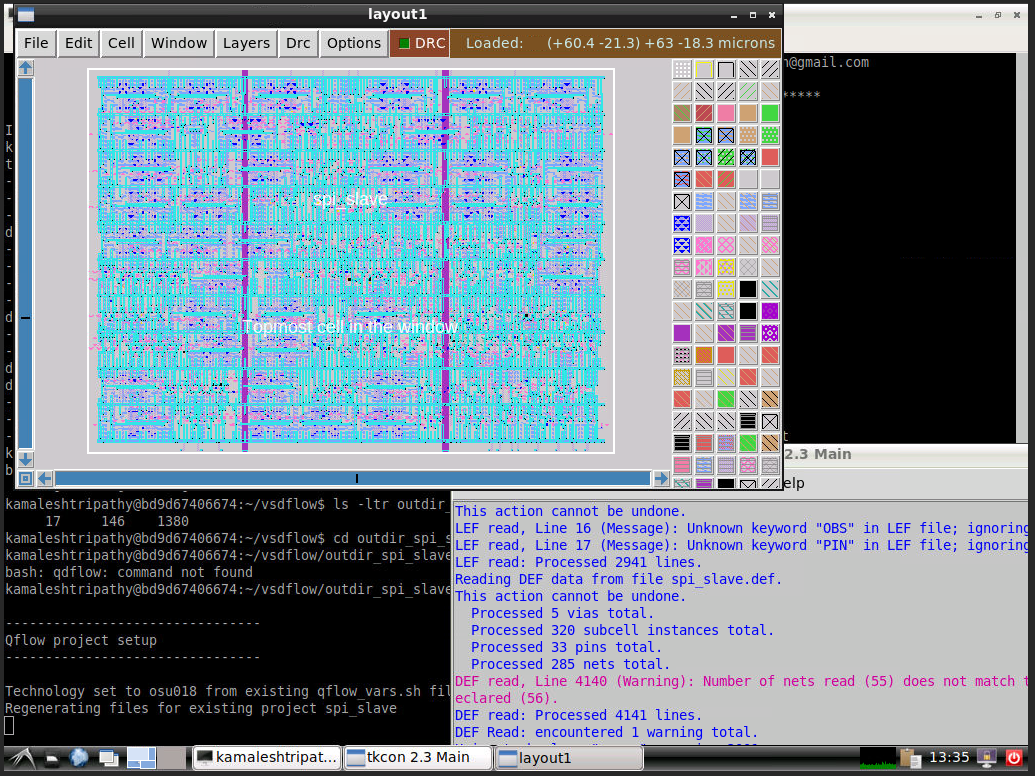 layout1
File Edit Cell Window Layers Drc Options DRC Loaded: (+60.4 -21.3) +63 -18.3 microns
n@gmail.com
*****
spi_slave
Topmost cell in the window
I
k
t
-
-
d
-
-
-
d
-
-
d
d
-
-
k
b
t
2.3 Main
elp
kamaleshtripathy@bd9d67406674:~/vsdflow$ ls -ltr outdir_
17 146 1380
kamaleshtripathy@bd9d67406674:~/vsdflow$ cd outdir_spi_s
kamaleshtripathy@bd9d67406674:~/vsdflow/outdir_spi_slave
bash: qdflow: command not found
kamaleshtripathy@bd9d67406674:~/vsdflow/outdir_spi_slave
-------------------------------
Qflow project setup
-------------------------------
Technology set to osu018 from existing qflow_vars.sh fil
Regenerating files for existing project spi_slave
This action cannot be undone.
LEF read, Line 16 (Message): Unknown keyword "OBS" in LEF file; ignoring
LEF read, Line 17 (Message): Unknown keyword "PIN" in LEF file; ignoring
LEF read: Processed 2941 lines.
Reading DEF data from file spi_slave.def.
This action cannot be undone.
Processed 5 vias total.
Processed 320 subcell instances total.
Processed 33 pins total.
Processed 285 nets total.
DEF read, Line 4140 (Warning): Number of nets read (55) does not match t
eclared (56).
DEF read: Processed 4141 lines.
DEF Read: encountered 1 warning total.
kamaleshtripat... tkcon 2.3 Main layout1 13:35